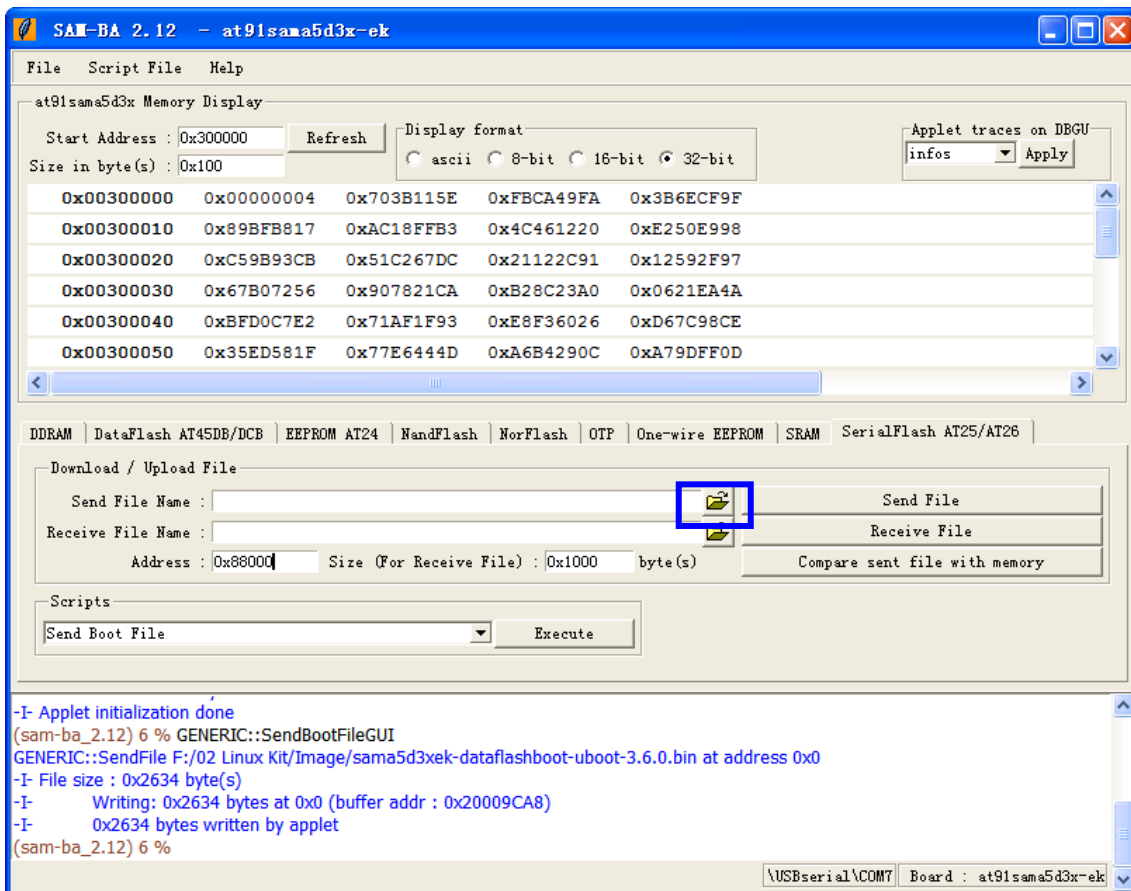 SAM-BA 2.12 - at91sama5d3x-ek
File Script File Help
at91sama5d3x Memory Display
Start Address : 0x300000 Refresh
Size in byte(s) : 0x100
Display format
ascii 8-bit 16-bit 32-bit
Applet traces on DBGU
infos Apply
0x00300000 0x00000004 0x703B115E 0xFBCA49FA 0x3B6ECF9F
0x00300010 0x89BFB817 0xAC18FFB3 0x4C461220 0xE250E998
0x00300020 0xC59B93CB 0x51C267DC 0x21122C91 0x12592F97
0x00300030 0x67B07256 0x907821CA 0xB28C23A0 0x0621EA4A
0x00300040 0xBFD0C7E2 0x71AF1F93 0xE8F36026 0xD67C98CE
0x00300050 0x35ED581F 0x77E6444D 0xA6B4290C 0xA79DFF0D
DDRAM DataFlash AT45DB/DCB EEPROM AT24 NandFlash NorFlash OTP One-wire EEPROM SRAM SerialFlash AT25/AT26
Download / Upload File
Send File Name : Send File
Receive File Name : Receive File
Address : 0x88000 Size (For Receive File) : 0x1000 byte(s) Compare sent file with memory
Scripts
Send Boot File Execute
-I- Applet initialization done
(sam-ba_2.12) 6 % GENERIC::SendBootFileGUI
GENERIC::SendFile F:/02 Linux Kit/Image/sama5d3xek-dataflashboot-uboot-3.6.0.bin at address 0x0
-I- File size : 0x2634 byte(s)
-I- Writing: 0x2634 bytes at 0x0 (buffer addr : 0x20009CA8)
-I- 0x2634 bytes written by applet
(sam-ba_2.12) 6 %
\USBserial\COM7 Board : at91sama5d3x-ek